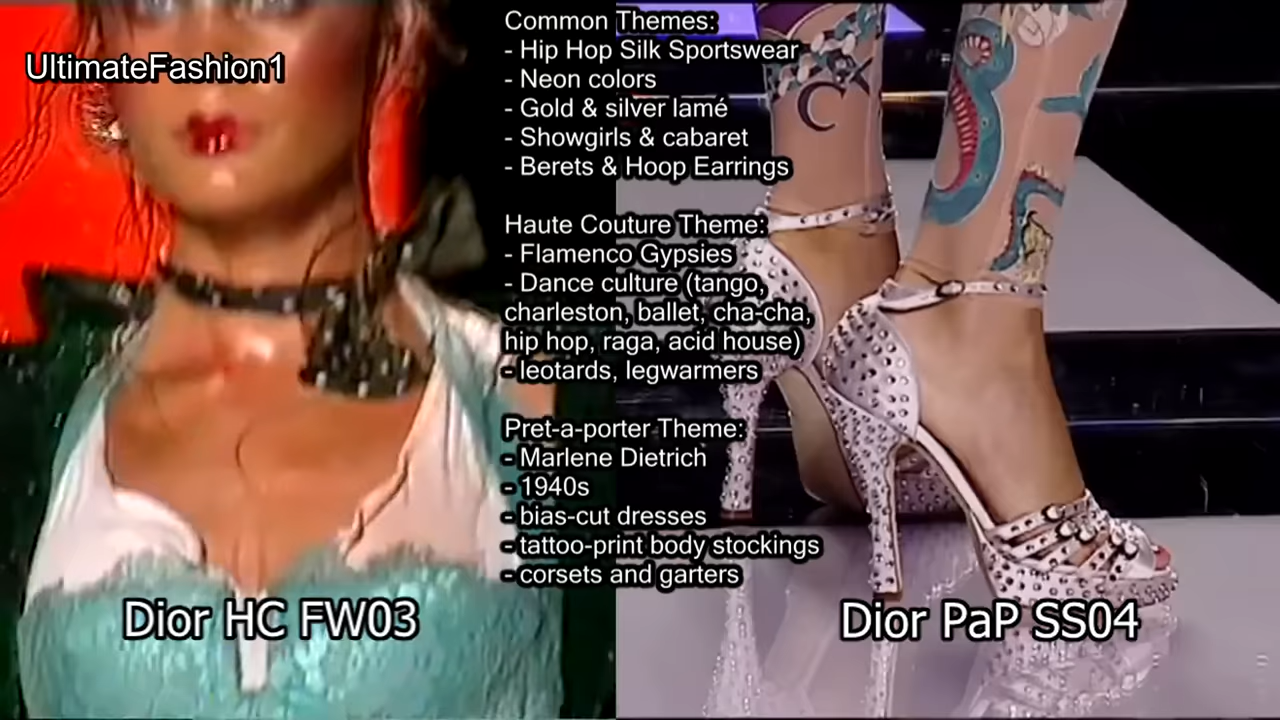 UltimateFashion1
Common Themes:
- Hip Hop Silk Sportswear
- Neon colors
- Gold & silver lamé
- Showgirls & cabaret
- Berets & Hoop Earrings
Haute Couture Theme:
- Flamenco Gypsies
- Dance culture (tango,
charleston, ballet, cha-cha,
hip hop, raga, acid house)
- leotards, legwarmers
Pret-a-porter Theme:
- Marlene Dietrich
- 1940s
- bias-cut dresses
- tattoo-print body stockings
- corsets and garters
Dior HC FW03
Dior PaP SS04